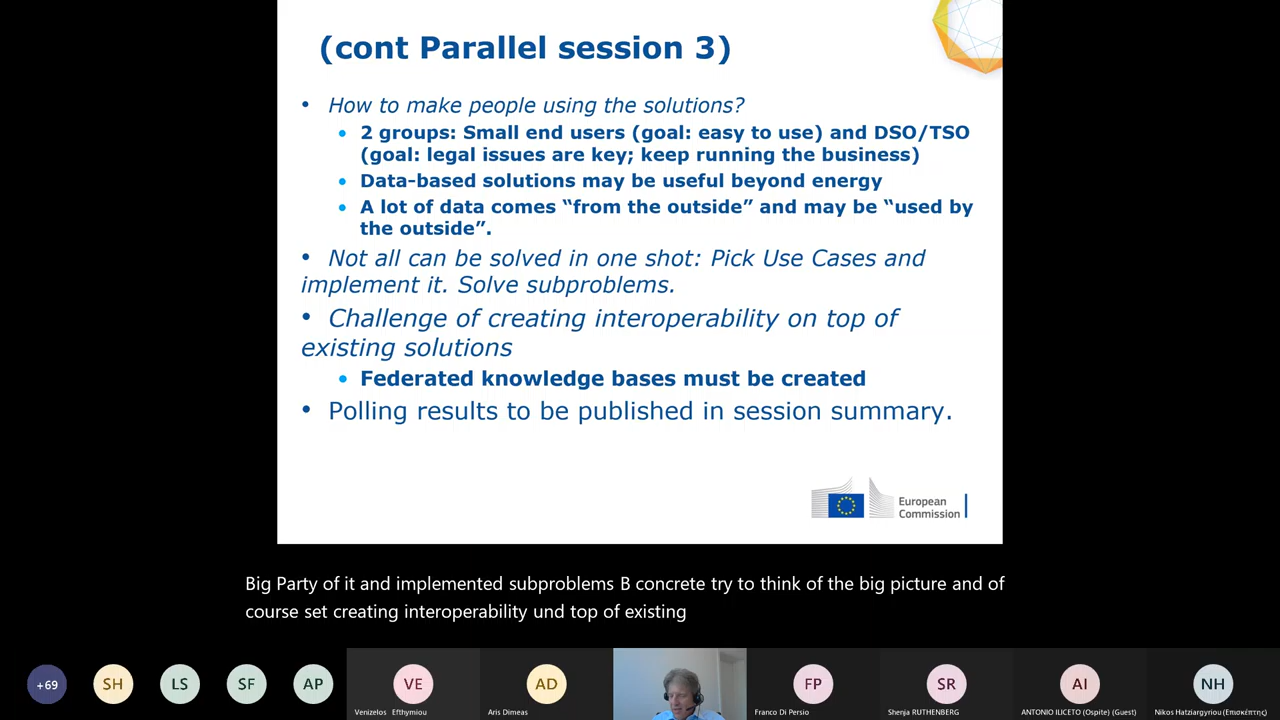 (cont Parallel session 3)
• How to make people using the solutions?
• 2 groups: Small end users (goal: easy to use) and DSO/TSO
(goal: legal issues are key; keep running the business)
• Data-based solutions may be useful beyond energy
• A lot of data comes “from the outside” and may be “used by
the outside”.
• Not all can be solved in one shot: Pick Use Cases and
implement it. Solve subproblems.
• Challenge of creating interoperability on top of
existing solutions
• Federated knowledge bases must be created
• Polling results to be published in session summary.
European
Commission
Big Party of it and implemented subproblems B concrete try to think of the big picture and of
course set creating interoperability und top of existing
+69
SH
LS
SF
AP
VE
Venizelos Efthymiou
AD
Aris Dimeas
FP
Franco Di Persio
SR
Shenja RUTHENBERG
AI
ANTONIO ILICETO (Ospite) (Guest)
NH
Nikos Hatziargyriou (Επισκέπτης)